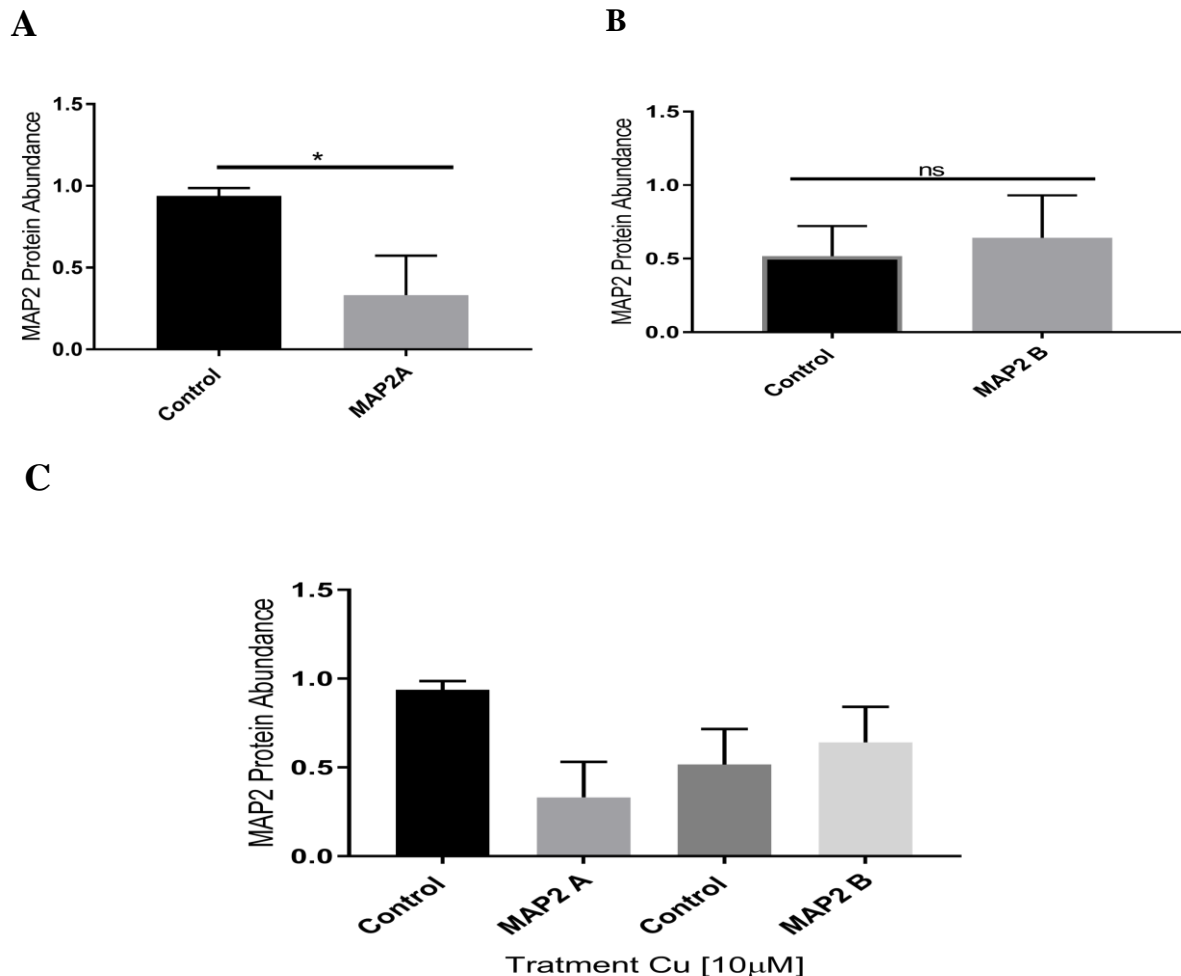 A
MAP2 Protein Abundance
1.5
1.0
0.5
0.0
*
Control
MAP2A
B
MAP2 Protein Abundance
1.5
1.0
0.5
0.0
ns
Control
MAP2 B
C
MAP2 Protein Abundance
1.5
1.0
0.5
0.0
Control
MAP2 A
Control
MAP2 B
Tratment Cu [10µM]